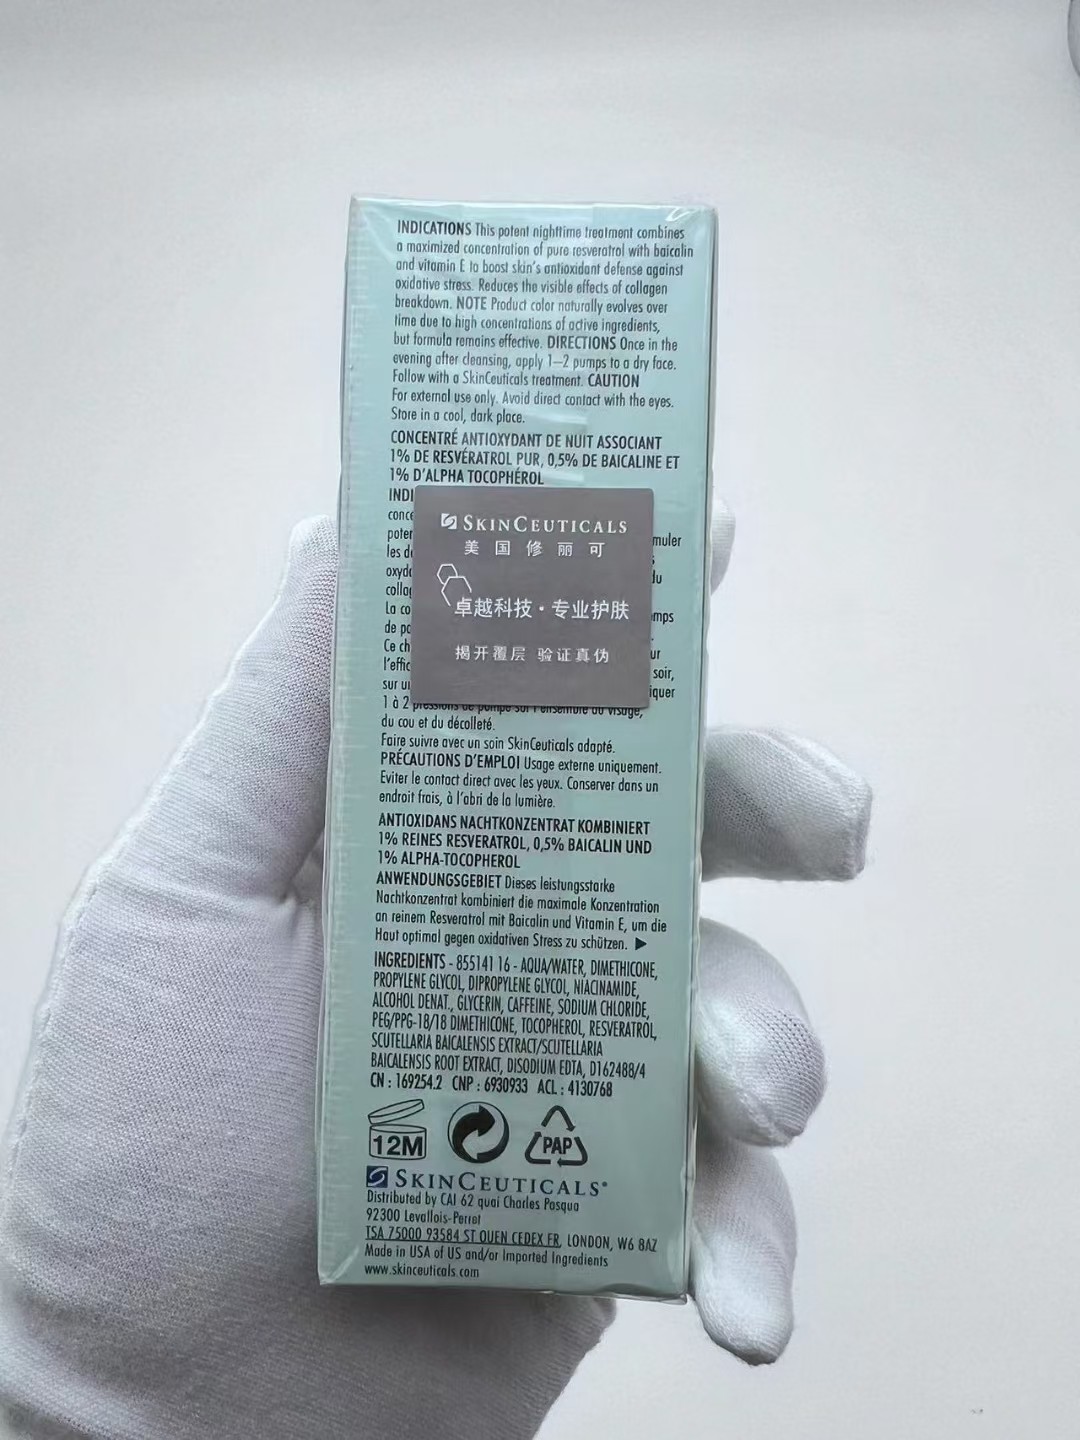 INDICATIONS This potent nighttime treatment combines
a maximized concentration of pure resveratrol with baicalin
and vitamin E to boost skin's antioxidant defense against
oxidative stress. Reduces the visible effects of collagen
breakdown. NOTE Product color naturally evolves over
time due to high concentrations of active ingredients,
but formula remains effective. DIRECTIONS Once in the
evening after cleansing, apply 1–2 pumps to a dry face.
Follow with a SkinCeuticals treatment. CAUTION
For external use only. Avoid direct contact with the eyes.
Store in a cool, dark place.
CONCENTRÉ ANTIOXYDANT DE NUIT ASSOCIANT
1% DE RESVÉRATROL PUR, 0,5% DE BAICALINE ET
1% D'ALPHA TOCOPHÉROL
SKINCEUTICALS
美国修丽可
卓越科技·专业护肤
揭开覆层 验证真伪
soir,
1 à 2 pressions de pompe sur l'ensemble du visage,
du cou et du décolleté.
Faire suivre avec un soin SkinCeuticals adapté.
PRÉCAUTIONS D'EMPLOI Usage externe uniquement.
Eviter le contact direct avec les yeux. Conserver dans un
endroit frais, à l'abri de la lumière.
ANTIOXIDANS NACHTKONZENTRAT KOMBINIERT
1% REINES RESVERATROL, 0,5% BAICALIN UND
1% ALPHA-TOCOPHEROL
ANWENDUNGSGEBIET Dieses leistungsstarke
Nachtkonzentrat kombiniert die maximale Konzentration
an reinem Resveratrol mit Baicalin und Vitamin E, um die
Haut optimal gegen oxidativen Stress zu schützen. ▶
INGREDIENTS - 855141 16 - AQUA/WATER, DIMETHICONE,
PROPYLENE GLYCOL, DIPROPYLENE GLYCOL, NIACINAMIDE,
ALCOHOL DENAT., GLYCERIN, CAFFEINE, SODIUM CHLORIDE,
PEG/PPG-18/18 DIMETHICONE, TOCOPHEROL, RESVERATROL,
SCUTELLARIA BAICALENSIS EXTRACT/SCUTELLARIA
BAICALENSIS ROOT EXTRACT, DISODIUM EDTA, D162488/4
CN : 169254.2 CNP : 6930933 ACL : 4130768
12M
PAP
SKINCEUTICALS®
Distributed by CAI 62 quai Charles Pasqua
92300 Levallois-Perret
TSA 75000 93584 ST OUEN CEDEX FR, LONDON, W6 8AZ
Made in USA of US and/or Imported Ingredients
www.skinceuticals.com